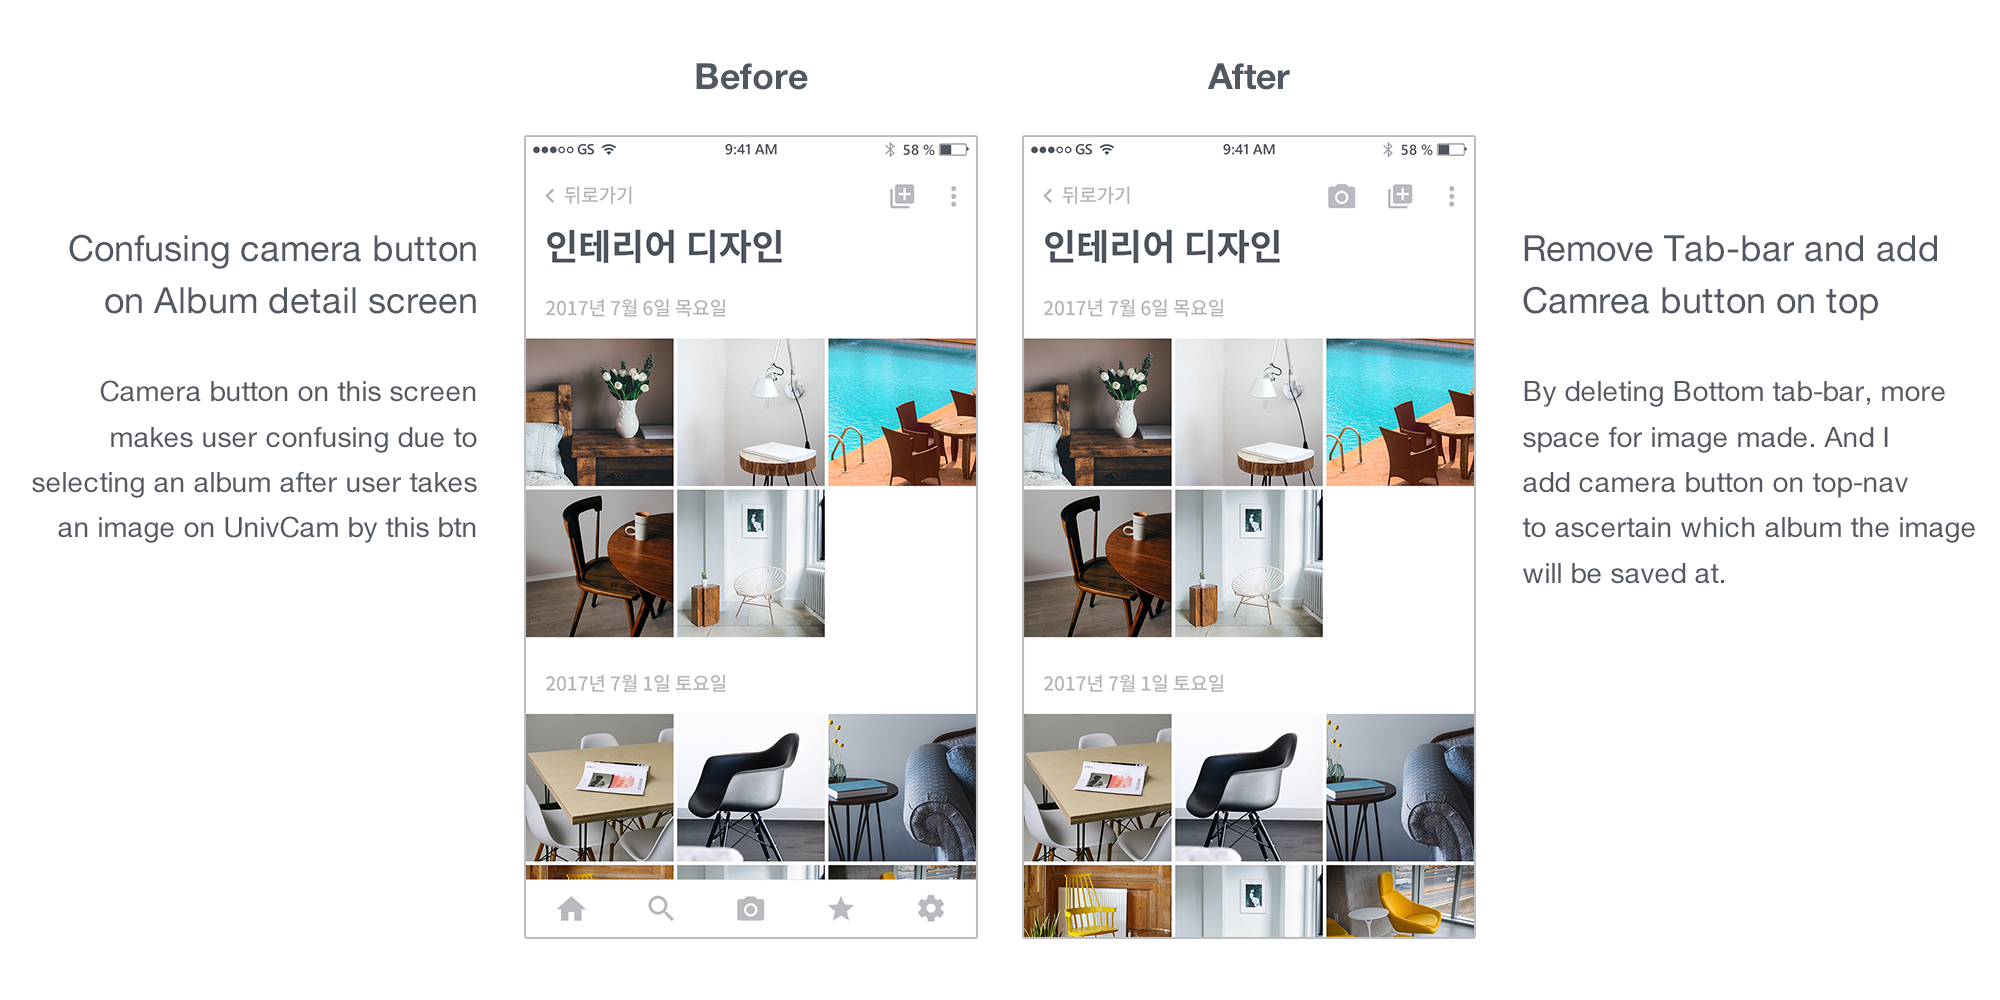 Before
After
Confusing camera button
on Album detail screen
Camera button on this screen
makes user confusing due to
selecting an album after user takes
an image on UnivCam by this btn
GS 9:41 AM 58 %
뒤로가기
인테리어 디자인
2017년 7월 6일 목요일
2017년 7월 1일 토요일
GS 9:41 AM 58 %
뒤로가기
인테리어 디자인
2017년 7월 6일 목요일
2017년 7월 1일 토요일
Remove Tab-bar and add
Camrea button on top
By deleting Bottom tab-bar, more
space for image made. And I
add camera button on top-nav
to ascertain which album the image
will be saved at.